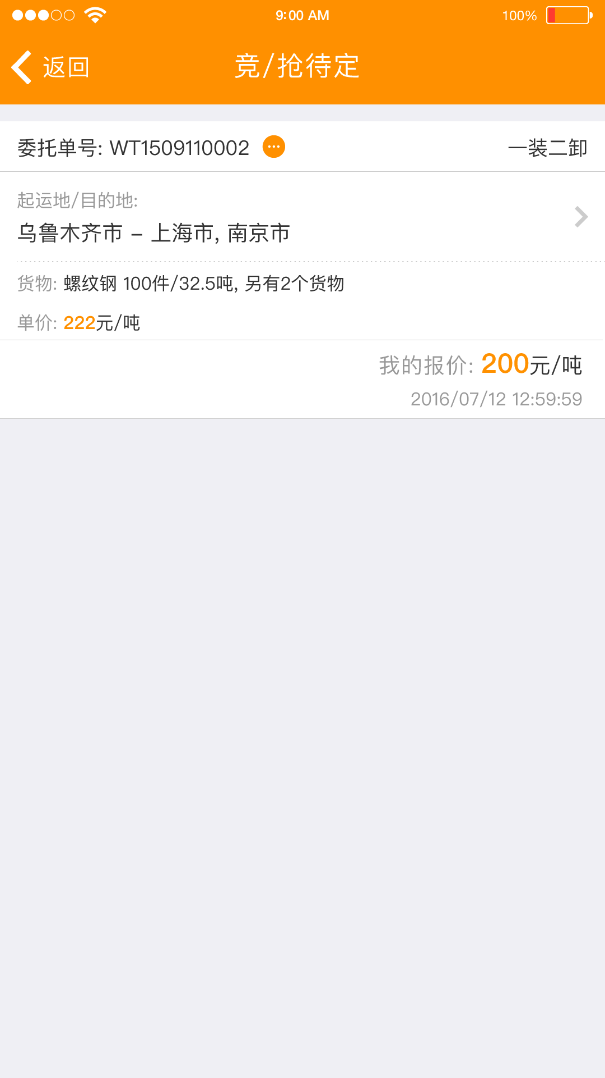 9:00 AM 100%
返回 竞/抢待定
委托单号: WT1509110002 一装二卸
起运地/目的地:
乌鲁木齐市 – 上海市, 南京市
货物: 螺纹钢 100件/32.5吨, 另有2个货物
单价: 222元/吨
我的报价: 200元/吨
2016/07/12 12:59:59